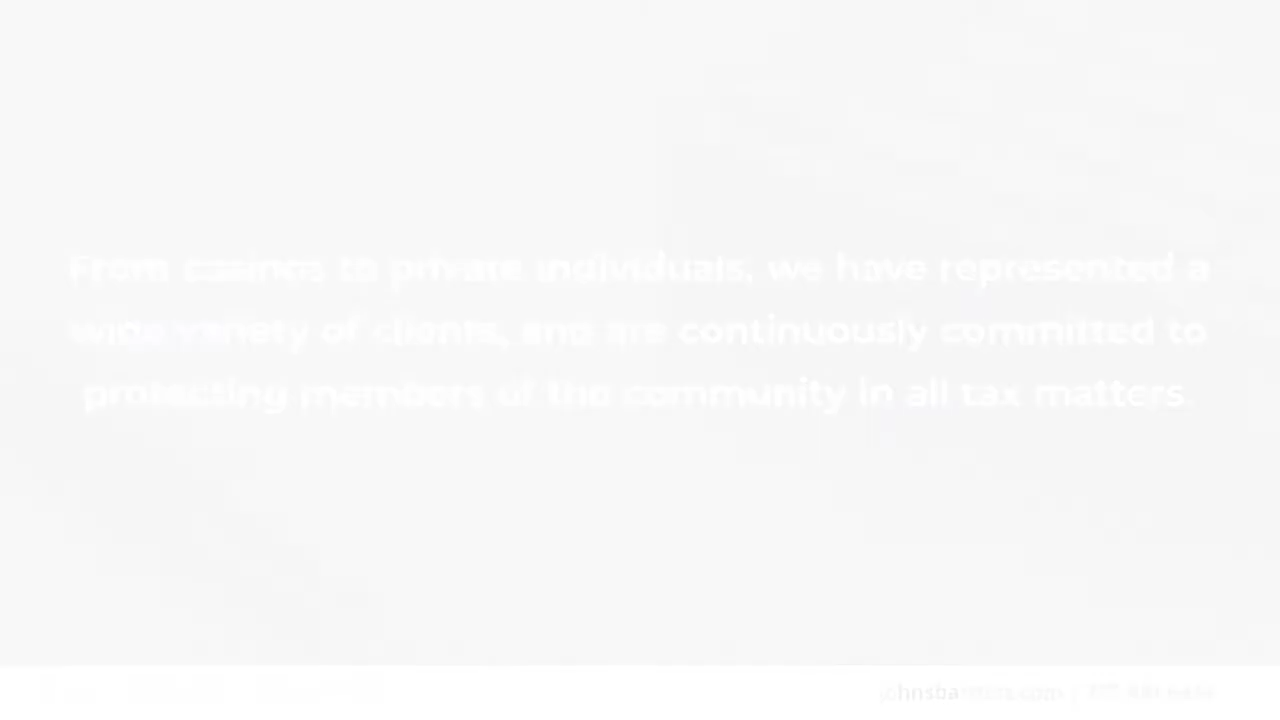 From casinos to private individuals, we have represented a
wide variety of clients, and are continuously committed to
protecting members of the community in all tax matters.